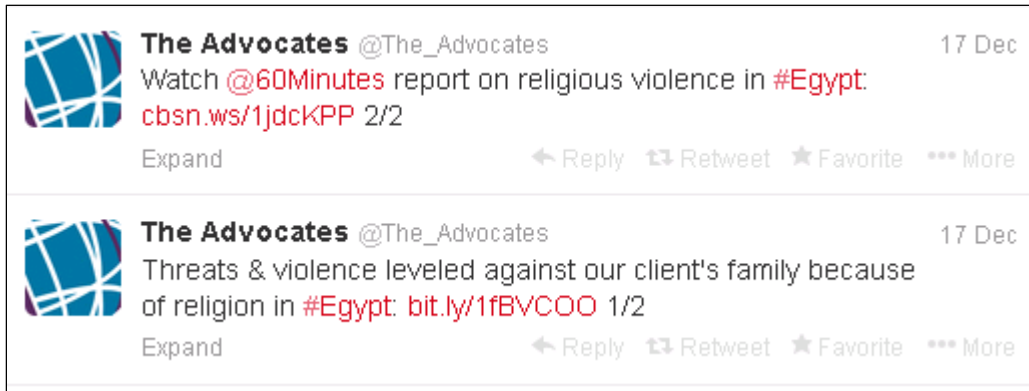 The Advocates @The_Advocates 17 Dec
Watch @60Minutes report on religious violence in #Egypt:
cbsn.ws/1jdcKPP 2/2
Expand Reply Retweet Favorite More
The Advocates @The_Advocates 17 Dec
Threats & violence leveled against our client's family because
of religion in #Egypt: bit.ly/1fBVCOO 1/2
Expand Reply Retweet Favorite More